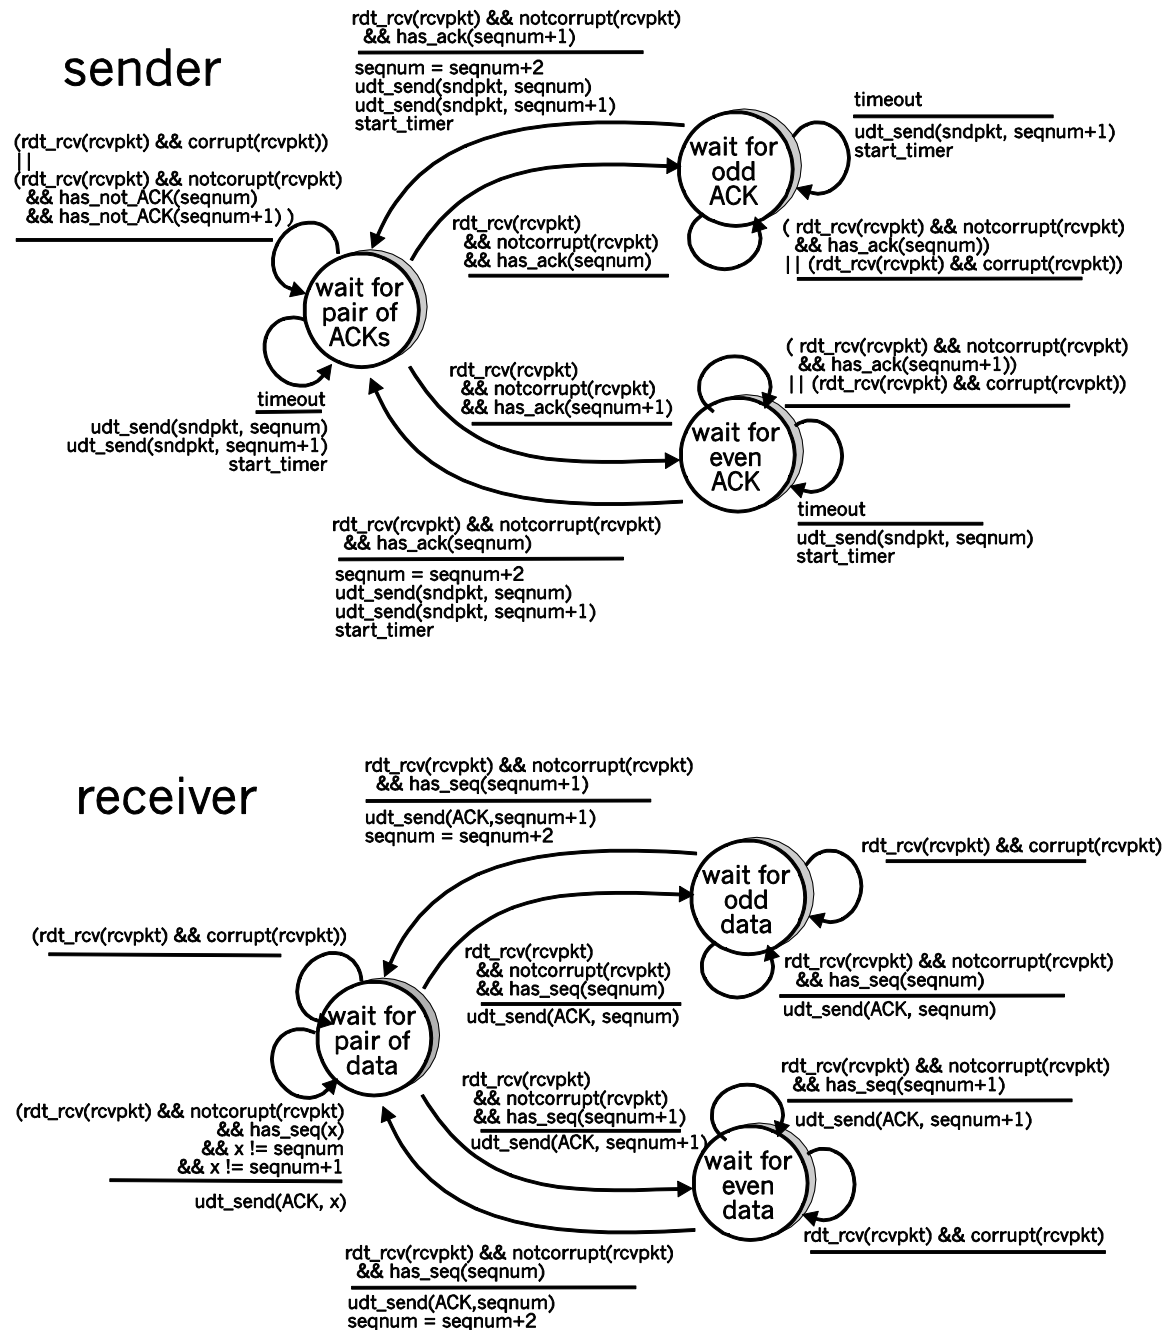 sender
rdt_rcv(rcvpkt) && notcorrupt(rcvpkt)
&& has_ack(seqnum+1)
seqnum = seqnum+2
udt_send(sndpkt, seqnum)
udt_send(sndpkt, seqnum+1)
start_timer
timeout
udt_send(sndpkt, seqnum+1)
start_timer
(rdt_rcv(rcvpkt) && corrupt(rcvpkt))
||
(rdt_rcv(rcvpkt) && notcorupt(rcvpkt)
&& has_not_ACK(seqnum)
&& has_not_ACK(seqnum+1) )
wait for
odd
ACK
rdt_rcv(rcvpkt)
&& notcorrupt(rcvpkt)
&& has_ack(seqnum)
( rdt_rcv(rcvpkt) && notcorrupt(rcvpkt)
&& has_ack(seqnum))
|| (rdt_rcv(rcvpkt) && corrupt(rcvpkt))
wait for
pair of
ACKs
timeout
udt_send(sndpkt, seqnum)
udt_send(sndpkt, seqnum+1)
start_timer
rdt_rcv(rcvpkt)
&& notcorrupt(rcvpkt)
&& has_ack(seqnum+1)
( rdt_rcv(rcvpkt) && notcorrupt(rcvpkt)
&& has_ack(seqnum+1))
|| (rdt_rcv(rcvpkt) && corrupt(rcvpkt))
wait for
even
ACK
timeout
udt_send(sndpkt, seqnum)
start_timer
rdt_rcv(rcvpkt) && notcorrupt(rcvpkt)
&& has_ack(seqnum)
seqnum = seqnum+2
udt_send(sndpkt, seqnum)
udt_send(sndpkt, seqnum+1)
start_timer
receiver
rdt_rcv(rcvpkt) && notcorrupt(rcvpkt)
&& has_seq(seqnum+1)
udt_send(ACK,seqnum+1)
seqnum = seqnum+2
rdt_rcv(rcvpkt) && corrupt(rcvpkt)
wait for
odd
data
(rdt_rcv(rcvpkt) && corrupt(rcvpkt))
rdt_rcv(rcvpkt)
&& notcorrupt(rcvpkt)
&& has_seq(seqnum)
udt_send(ACK, seqnum)
rdt_rcv(rcvpkt) && notcorrupt(rcvpkt)
&& has_seq(seqnum)
udt_send(ACK, seqnum)
wait for
pair of
data
(rdt_rcv(rcvpkt) && notcorupt(rcvpkt)
&& has_seq(x)
&& x != seqnum
&& x != seqnum+1
udt_send(ACK, x)
rdt_rcv(rcvpkt)
&& notcorrupt(rcvpkt)
&& has_seq(seqnum+1)
udt_send(ACK, seqnum+1)
rdt_rcv(rcvpkt) && notcorrupt(rcvpkt)
&& has_seq(seqnum+1)
udt_send(ACK, seqnum+1)
wait for
even
data
rdt_rcv(rcvpkt) && corrupt(rcvpkt)
rdt_rcv(rcvpkt) && notcorrupt(rcvpkt)
&& has_seq(seqnum)
udt_send(ACK,seqnum)
seqnum = seqnum+2